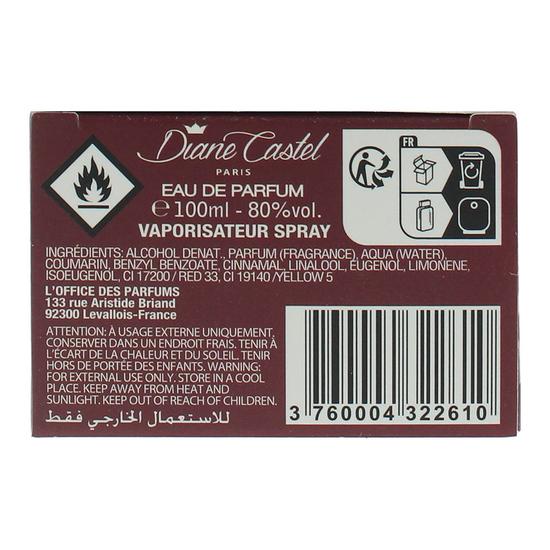 Diane Castel
PARIS
EAU DE PARFUM
℮ 100ml - 80%vol.
VAPORISATEUR SPRAY
FR
INGRÉDIENTS: ALCOHOL DENAT., PARFUM (FRAGRANCE), AQUA (WATER),
COUMARIN, BENZYL BENZOATE, CINNAMAL, LINALOOL, EUGENOL, LIMONENE,
ISOEUGENOL, CI 17200 / RED 33, CI 19140 /YELLOW 5
L'OFFICE DES PARFUMS
133 rue Aristide Briand
92300 Levallois-France
ATTENTION: À USAGE EXTERNE UNIQUEMENT,
CONSERVER DANS UN ENDROIT FRAIS. TENIR À
L'ÉCART DE LA CHALEUR ET DU SOLEIL. TENIR
HORS DE PORTÉE DES ENFANTS. WARNING:
FOR EXTERNAL USE ONLY. STORE IN A COOL
PLACE. KEEP AWAY FROM HEAT AND
SUNLIGHT. KEEP OUT OF REACH OF CHILDREN.
للاستعمال الخارجي فقط
3 760004 322610